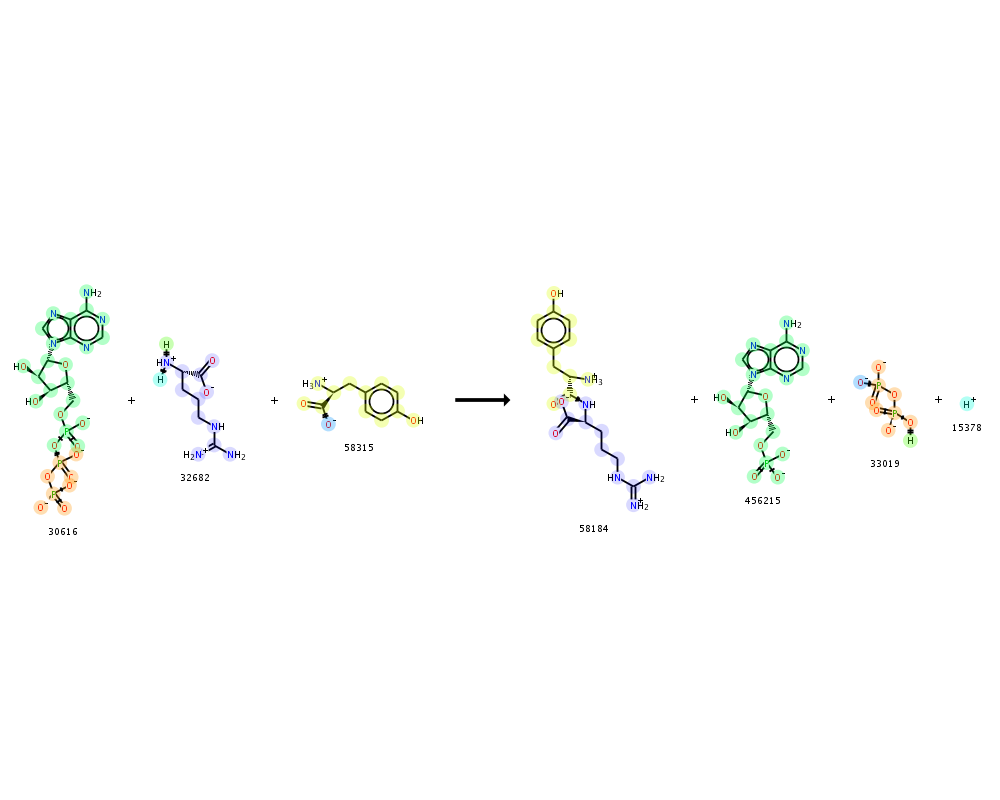 30616
+
32682
+
58315
58184
+
456215
+
33019
+
15378
NH₂
N
N
N
N
HO
O
HO
O
O⁻
P
O
O
O⁻
P
O
O
O⁻
P
O⁻
O
H
HN⁺
H
O
O⁻
NH
H₂N⁺
NH₂
H₃N⁺
O
O⁻
OH
OH
NH₃⁺
O
O⁻
NH
O
HN
NH₂
NH₂⁺
NH₂
N
N
N
N
HO
O
HO
O
O⁻
P
O
O⁻
O⁻
O⁻
P
O
O
O
P
O
O⁻
H
H⁺